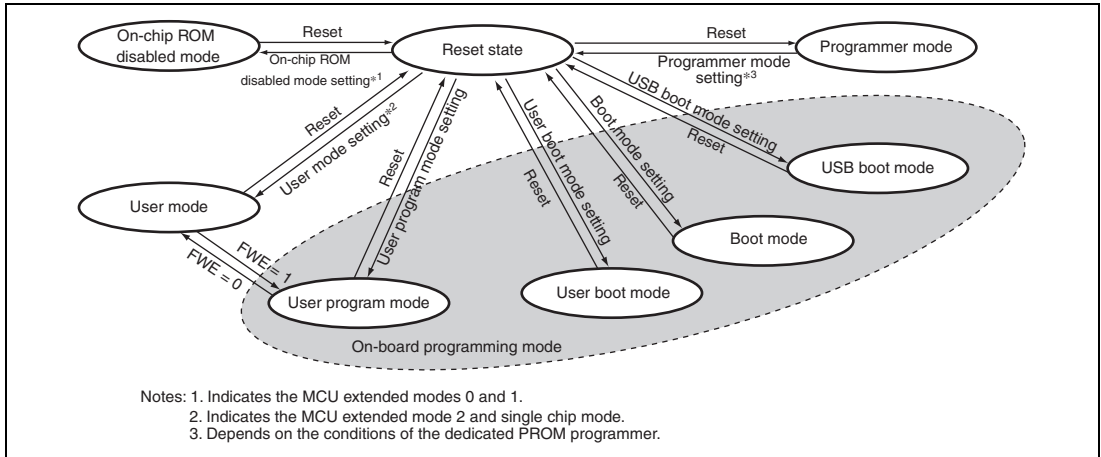 On-chip ROM
disabled mode
Reset
On-chip ROM
disabled mode setting*1
Reset state
Reset
Programmer mode
setting*3
Programmer mode
Reset
User mode setting*2
Reset
User program mode setting
User boot mode setting
Reset
Boot mode setting
Reset
USB boot mode setting
Reset
USB boot mode
User mode
Boot mode
FWE = 1
FWE = 0
User program mode
User boot mode
On-board programming mode
Notes: 1. Indicates the MCU extended modes 0 and 1.
2. Indicates the MCU extended mode 2 and single chip mode.
3. Depends on the conditions of the dedicated PROM programmer.